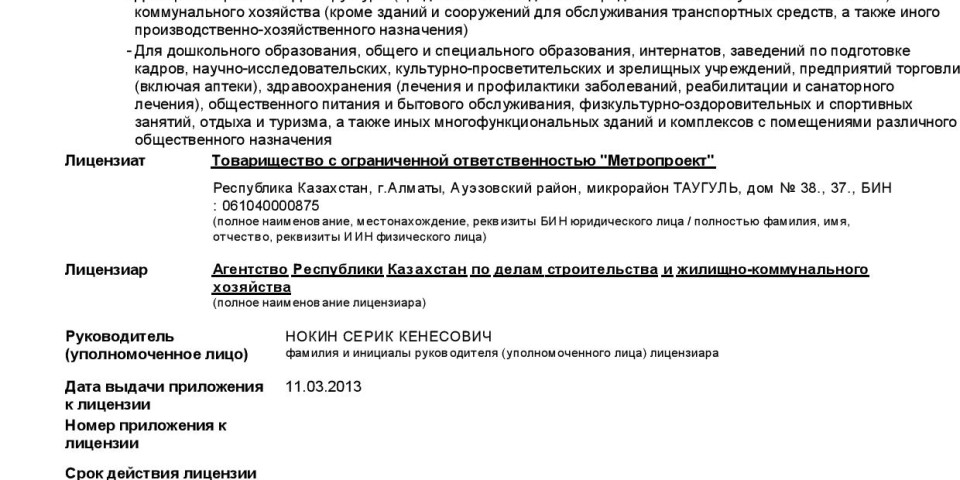 коммунального хозяйства (кроме зданий и сооружений для обслуживания транспортных средств, а также иного
производственно-хозяйственного назначения)
- Для дошкольного образования, общего и специального образования, интернатов, заведений по подготовке
кадров, научно-исследовательских, культурно-просветительских и зрелищных учреждений, предприятий торговли
(включая аптеки), здравоохранения (лечения и профилактики заболеваний, реабилитации и санаторного
лечения), общественного питания и бытового обслуживания, физкультурно-оздоровительных и спортивных
занятий, отдыха и туризма, а также иных многофункциональных зданий и комплексов с помещениями различного
общественного назначения
Лицензиат Товарищество с ограниченной ответственностью "Метропроект"
Республика Казахстан, г.Алматы, Ауэзовский район, микрорайон ТАУГУЛЬ, дом № 38., 37., БИН
: 061040000875
(полное наименование, местонахождение, реквизиты БИН юридического лица / полностью фамилия, имя,
отчество, реквизиты ИИН физического лица)
Лицензиар Агентство Республики Казахстан по делам строительства и жилищно-коммунального
хозяйства
(полное наименование лицензиара)
Руководитель НОКИН СЕРИК КЕНЕСОВИЧ
(уполномоченное лицо) фамилия и инициалы руководителя (уполномоченного лица) лицензиара
Дата выдачи приложения 11.03.2013
к лицензии
Номер приложения к
лицензии
Срок действия лицензии